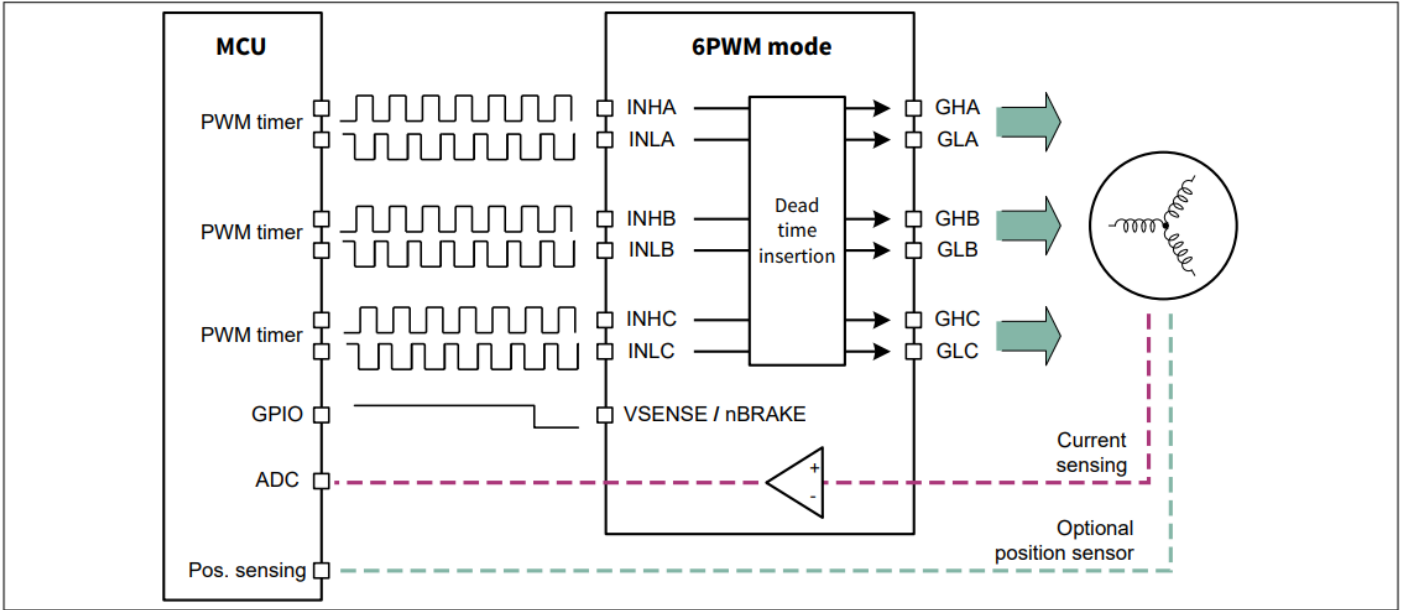 MCU
6PWM mode
PWM timer
INHA
GHA
INLA
GLA
PWM timer
INHB
GHB
INLB
GLB
Dead
time
insertion
PWM timer
INHC
GHC
INLC
GLC
GPIO
VSENSE / nBRAKE
ADC
+
-
Current
sensing
Optional
position sensor
Pos. sensing